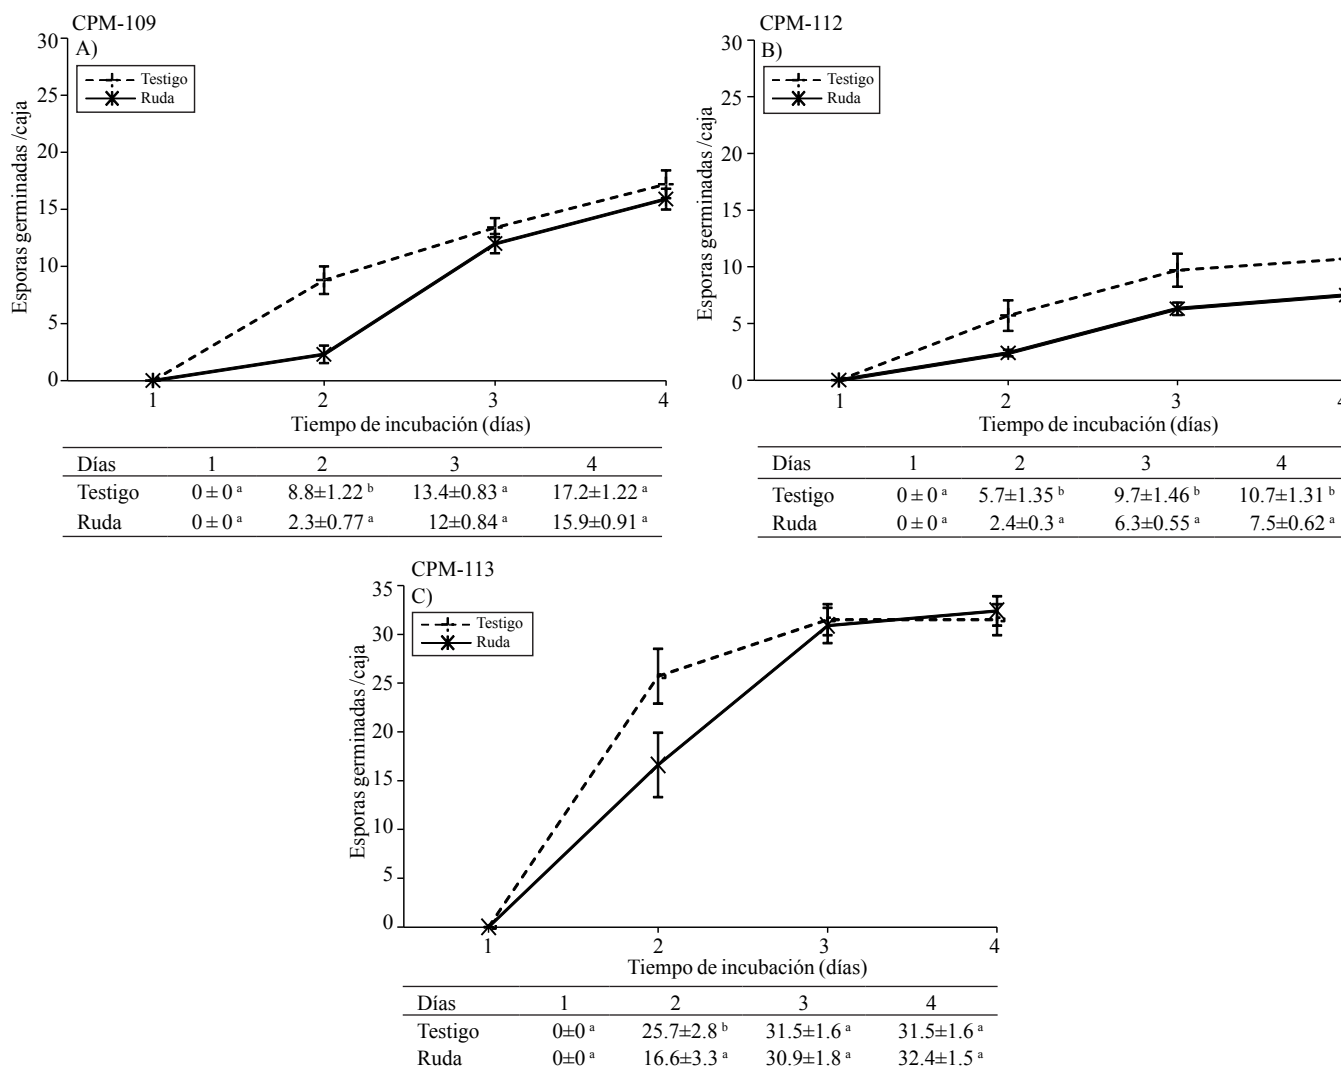 CPM-109
A)
Testigo
Ruda
Esporas germinadas /caja
30
25
20
15
10
5
0
1 2 3 4
Tiempo de incubación (días)
Días 1 2 3 4
Testigo 0 ± 0 ª 8.8±1.22 ᵇ 13.4±0.83 ª 17.2±1.22 ª
Ruda 0 ± 0 ª 2.3±0.77 ª 12±0.84 ª 15.9±0.91 ª
CPM-112
B)
Testigo
Ruda
Esporas germinadas /caja
30
25
20
15
10
5
0
1 2 3 4
Tiempo de incubación (días)
Días 1 2 3 4
Testigo 0 ± 0 ª 5.7±1.35 ᵇ 9.7±1.46 ᵇ 10.7±1.31 ᵇ
Ruda 0 ± 0 ª 2.4±0.3 ª 6.3±0.55 ª 7.5±0.62 ª
CPM-113
C)
Testigo
Ruda
Esporas germinadas /caja
35
30
25
20
15
10
5
0
1 2 3 4
Tiempo de incubación (días)
Días 1 2 3 4
Testigo 0±0 ª 25.7±2.8 ᵇ 31.5±1.6 ª 31.5±1.6 ª
Ruda 0±0 ª 16.6±3.3 ª 30.9±1.8 ª 32.4±1.5 ª